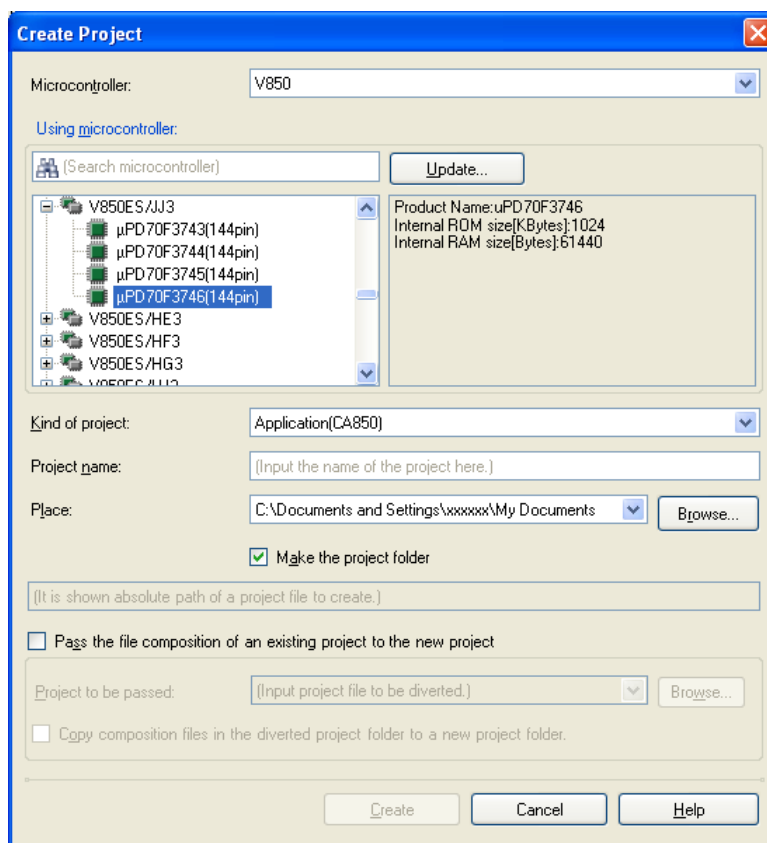 Create Project
Microcontroller:
V850
Using microcontroller:
(Search microcontroller)
Update...
V850ES/JJ3
µPD70F3743(144pin)
µPD70F3744(144pin)
µPD70F3745(144pin)
µPD70F3746(144pin)
V850ES/HE3
V850ES/HF3
V850ES/HG3
Product Name:uPD70F3746
Internal ROM size[KBytes]:1024
Internal RAM size[Bytes]:61440
Kind of project:
Application(CA850)
Project name:
(Input the name of the project here.)
Place:
C:\Documents and Settings\xxxxxx\My Documents
Browse...
Make the project folder
(It is shown absolute path of a project file to create.)
Pass the file composition of an existing project to the new project
Project to be passed:
(Input project file to be diverted.)
Browse...
Copy composition files in the diverted project folder to a new project folder.
Create
Cancel
Help